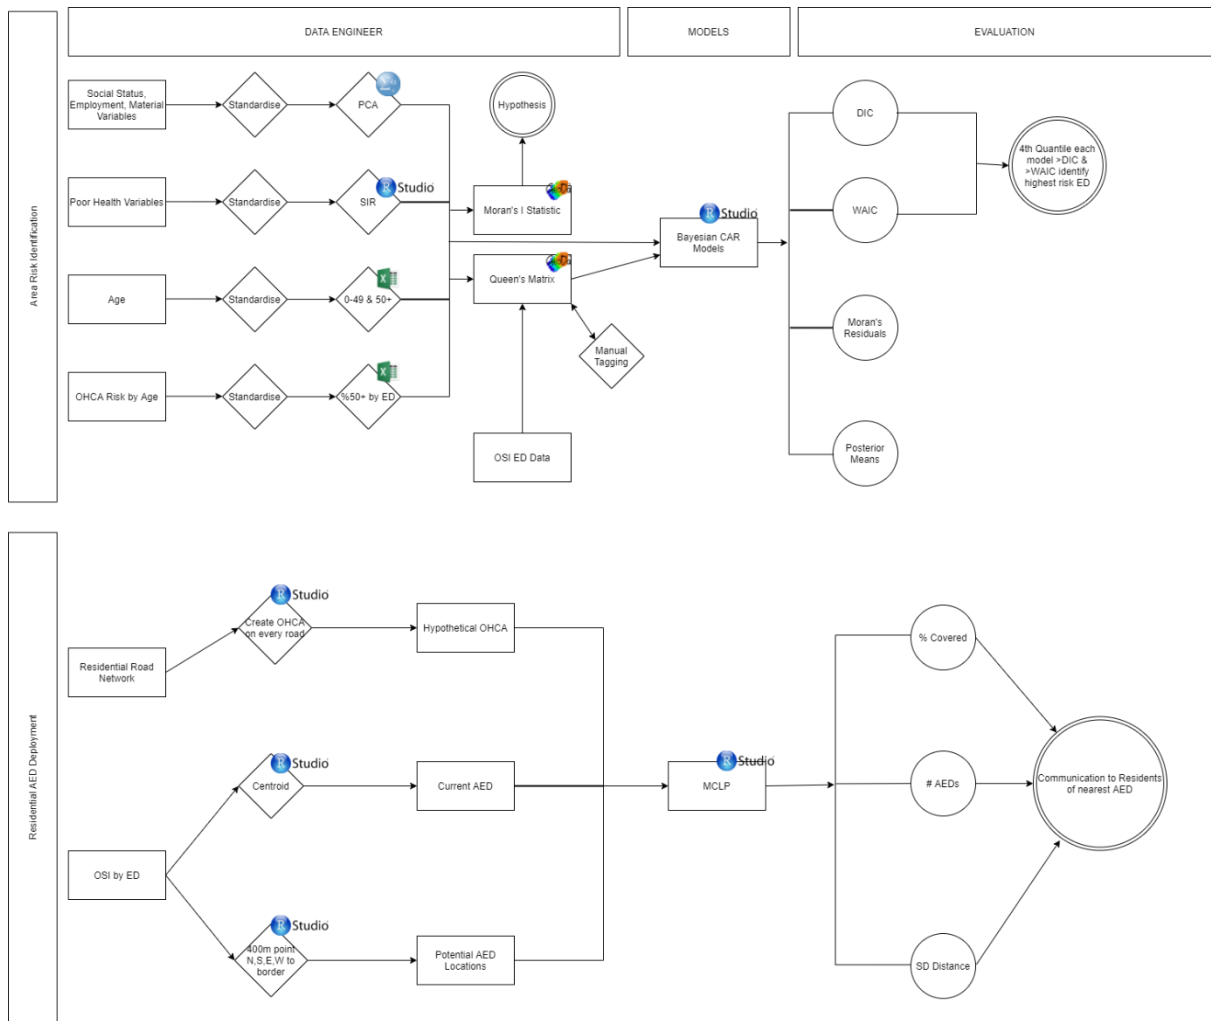 DATA ENGINEER
MODELS
EVALUATION
Area Risk Identification
Social Status,
Employment, Material
Variables
Standardise
PCA
Hypothesis
DIC
4th Quantile each
model >DIC &
>WAIC identify
highest risk ED
Poor Health Variables
Standardise
SIR
R Studio
Moran's I Statistic
R Studio
Bayesian CAR
Models
WAIC
Age
Standardise
0-49 & 50+
Queen's Matrix
Manual
Tagging
Moran's
Residuals
OHCA Risk by Age
Standardise
%50+ by ED
OSI ED Data
Posterior
Means
Residential AED Deployment
Residential Road
Network
R Studio
Create OHCA
on every road
Hypothetical OHCA
% Covered
R Studio
Centroid
Current AED
R Studio
MCLP
# AEDs
Communication to Residents
of nearest AED
OSI by ED
R Studio
400m point
N,S,E,W to
border
Potential AED
Locations
SD Distance